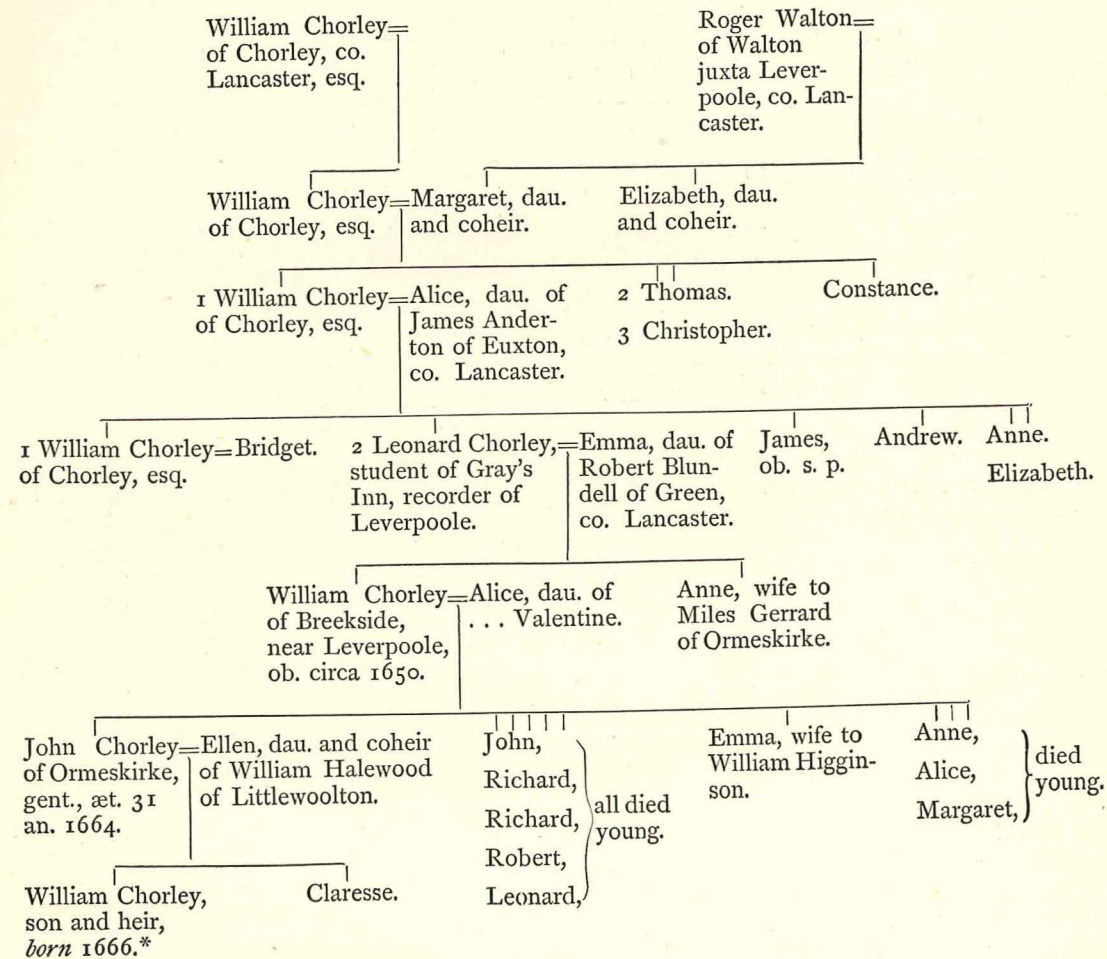 William Chorley=
of Chorley, co.
Lancaster, esq.
Roger Walton=
of Walton
juxta Lever-
poole, co. Lan-
caster.
William Chorley=Margaret, dau.
of Chorley, esq. and coheir.
Elizabeth, dau.
and coheir.
1 William Chorley=Alice, dau. of
of Chorley, esq. James Ander-
ton of Euxton,
co. Lancaster.
2 Thomas.
3 Christopher.
Constance.
1 William Chorley=Bridget.
of Chorley, esq.
2 Leonard Chorley,=Emma, dau. of
student of Gray's Robert Blun-
Inn, recorder of dell of Green,
Leverpoole. co. Lancaster.
James,
ob. s. p.
Andrew.
Anne.
Elizabeth.
William Chorley=Alice, dau. of
of Breekside, . . . Valentine.
near Leverpoole,
ob. circa 1650.
Anne, wife to
Miles Gerrard
of Ormeskirke.
John Chorley=Ellen, dau. and coheir
of Ormeskirke, of William Halewood
gent., æt. 31 of Littlewoolton.
an. 1664.
John,
Richard,
Richard,
Robert,
Leonard,
all died
young.
Emma, wife to
William Higgin-
son.
Anne,
Alice,
Margaret,
died
young.
William Chorley,
son and heir,
born 1666.*
Claresse.